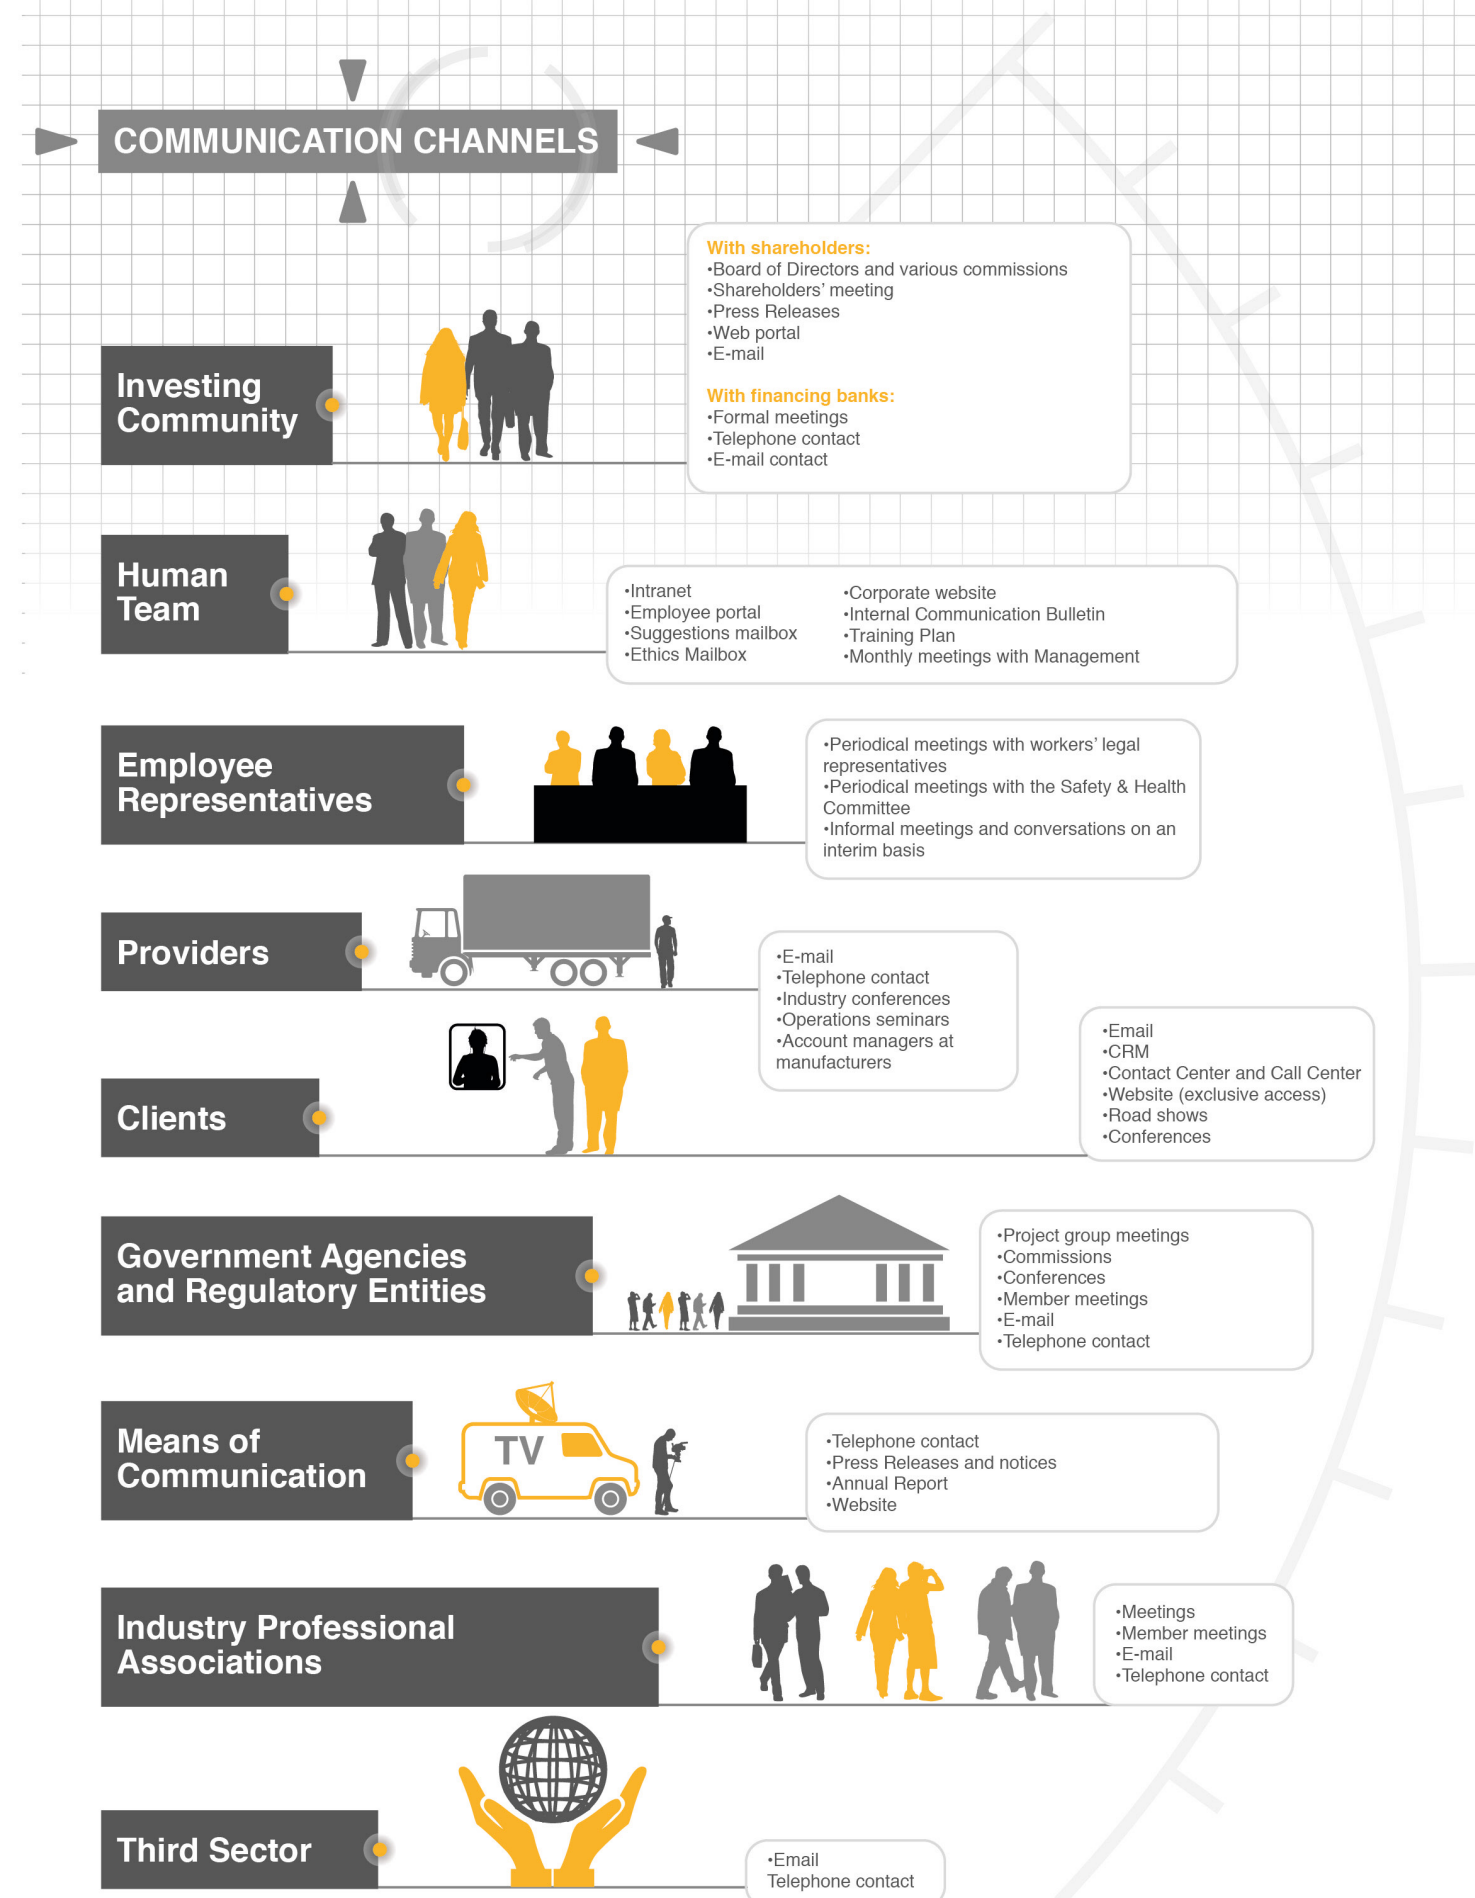 COMMUNICATION CHANNELS
With shareholders:
•Board of Directors and various commissions
•Shareholders' meeting
•Press Releases
•Web portal
•E-mail
With financing banks:
•Formal meetings
•Telephone contact
•E-mail contact
Investing
Community
Human
Team
•Intranet
•Employee portal
•Suggestions mailbox
•Ethics Mailbox
•Corporate website
•Internal Communication Bulletin
•Training Plan
•Monthly meetings with Management
Employee
Representatives
•Periodical meetings with workers' legal
representatives
•Periodical meetings with the Safety & Health
Committee
•Informal meetings and conversations on an
interim basis
Providers
•E-mail
•Telephone contact
•Industry conferences
•Operations seminars
•Account managers at
manufacturers
Clients
•Email
•CRM
•Contact Center and Call Center
•Website (exclusive access)
•Road shows
•Conferences
Government Agencies
and Regulatory Entities
•Project group meetings
•Commissions
•Conferences
•Member meetings
•E-mail
•Telephone contact
Means of
Communication
TV
•Telephone contact
•Press Releases and notices
•Annual Report
•Website
Industry Professional
Associations
•Meetings
•Member meetings
•E-mail
•Telephone contact
Third Sector
•Email
Telephone contact